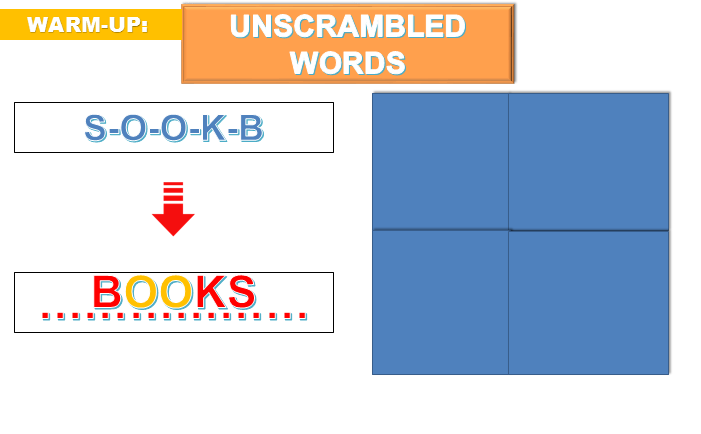 WARM-UP:
UNSCRAMBLED
WORDS
S-O-O-K-B
BOOKS
..................